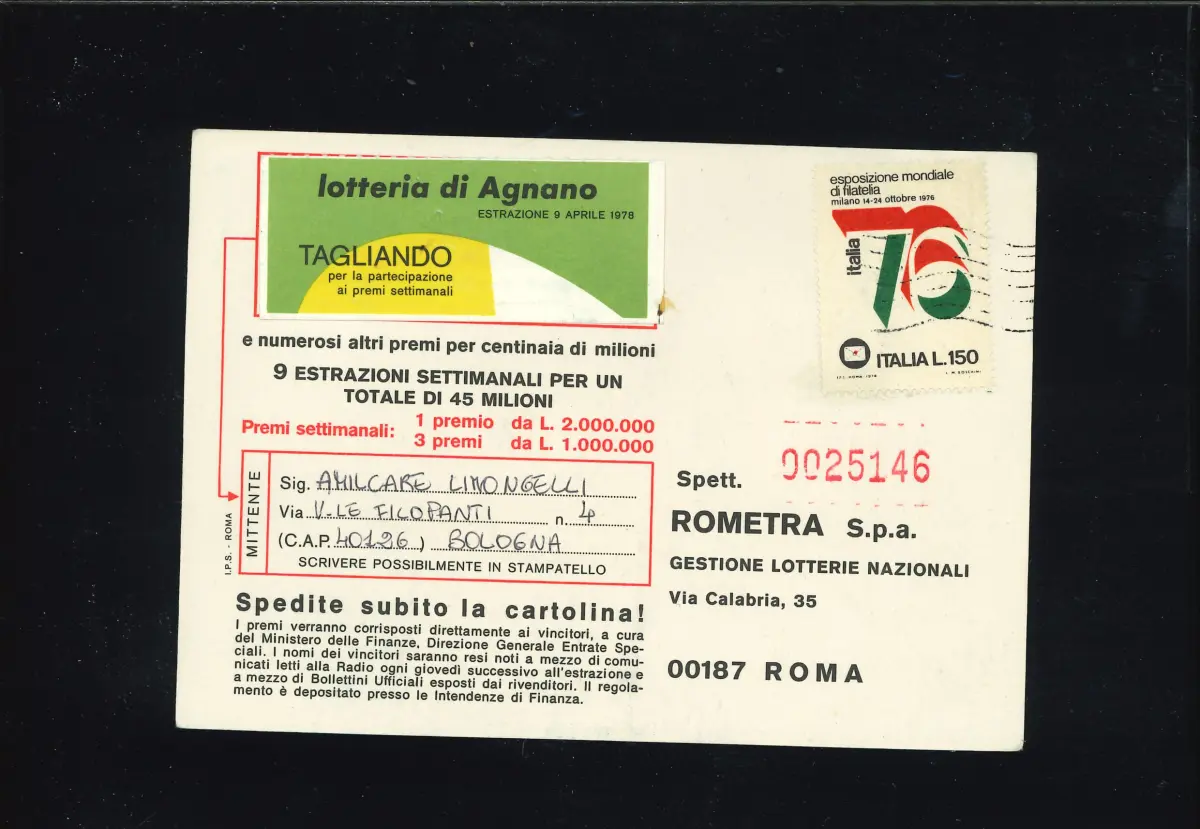 lotteria di Agnano
ESTRAZIONE 9 APRILE 1978
TAGLIANDO
per la partecipazione
ai premi settimanali
e numerosi altri premi per centinaia di milioni
9 ESTRAZIONI SETTIMANALI PER UN
TOTALE DI 45 MILIONI
Premi settimanali:
1 premio da L. 2.000.000
3 premi da L. 1.000.000
MITTENTE
Sig. AMILCARE LIMONGELLI
Via V.LE FILOPANTI n. 4
(C.A.P. 40126) BOLOGNA
SCRIVERE POSSIBILMENTE IN STAMPATELLO
I.P.S. - ROMA
Spedite subito la cartolina!
I premi verranno corrisposti direttamente ai vincitori, a cura
del Ministero delle Finanze, Direzione Generale Entrate Spe-
ciali. I nomi dei vincitori saranno resi noti a mezzo di comu-
nicati letti alla Radio ogni giovedì successivo all'estrazione e
a mezzo di Bollettini Ufficiali esposti dai rivenditori. Il regola-
mento è depositato presso le Intendenze di Finanza.
esposizione mondiale
di filatelia
milano 14-24 ottobre 1976
italia
76
ITALIA L.150
0025146
Spett.
ROMETRA S.p.a.
GESTIONE LOTTERIE NAZIONALI
Via Calabria, 35
00187 ROMA